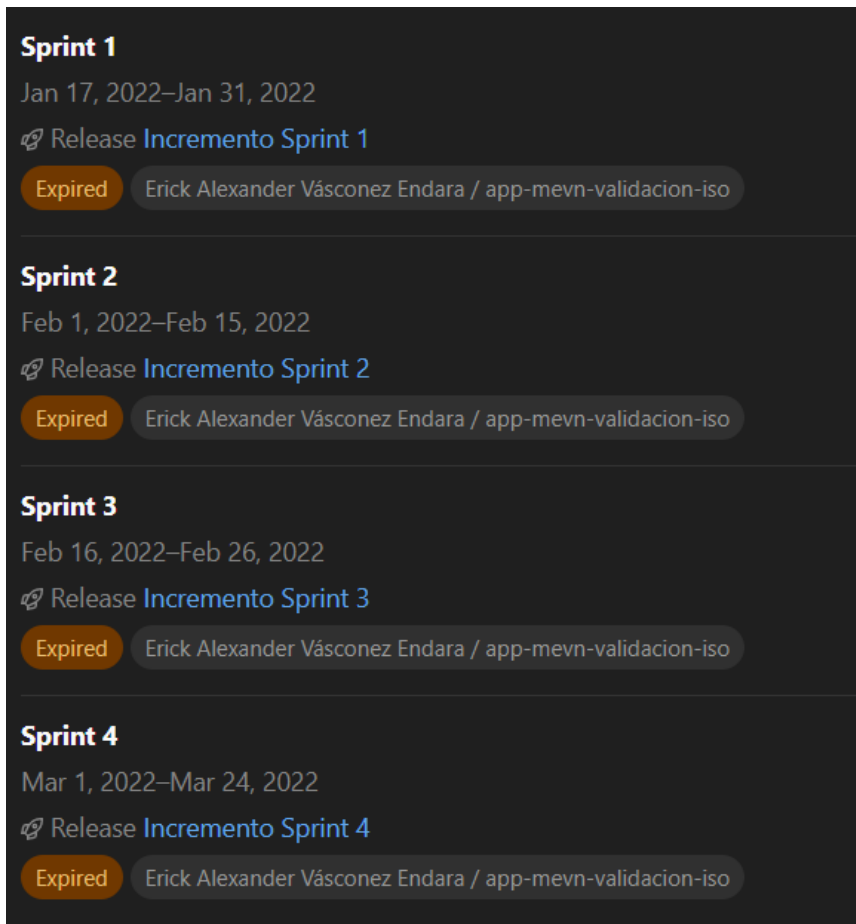 Sprint 1
Jan 17, 2022–Jan 31, 2022
Release Incremento Sprint 1
Expired Erick Alexander Vásconez Endara / app-mevn-validacion-iso
Sprint 2
Feb 1, 2022–Feb 15, 2022
Release Incremento Sprint 2
Expired Erick Alexander Vásconez Endara / app-mevn-validacion-iso
Sprint 3
Feb 16, 2022–Feb 26, 2022
Release Incremento Sprint 3
Expired Erick Alexander Vásconez Endara / app-mevn-validacion-iso
Sprint 4
Mar 1, 2022–Mar 24, 2022
Release Incremento Sprint 4
Expired Erick Alexander Vásconez Endara / app-mevn-validacion-iso